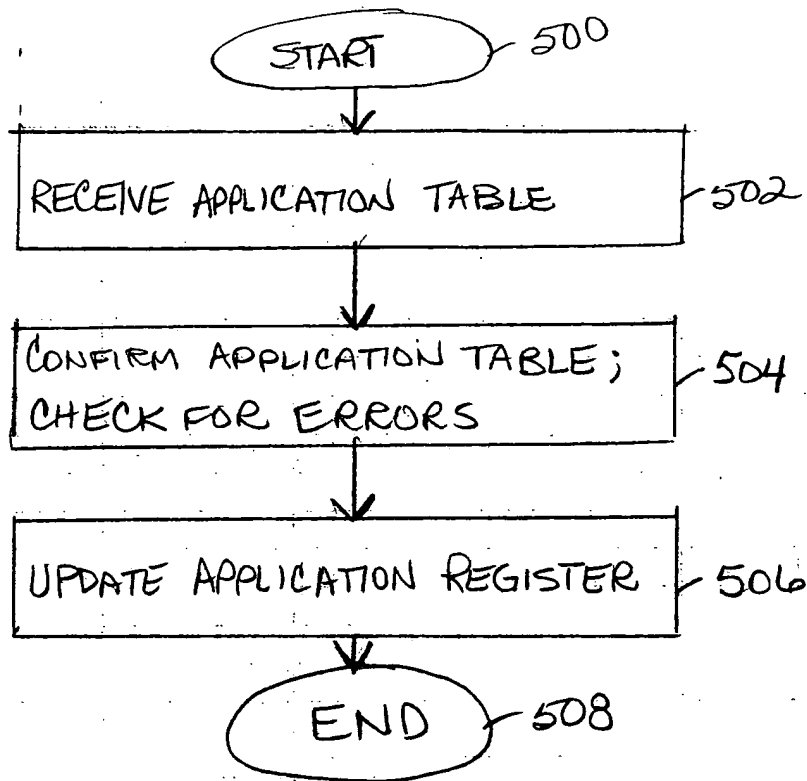 START 500
RECEIVE APPLICATION TABLE 502
CONFIRM APPLICATION TABLE; 504
CHECK FOR ERRORS
UPDATE APPLICATION REGISTER 506
END 508